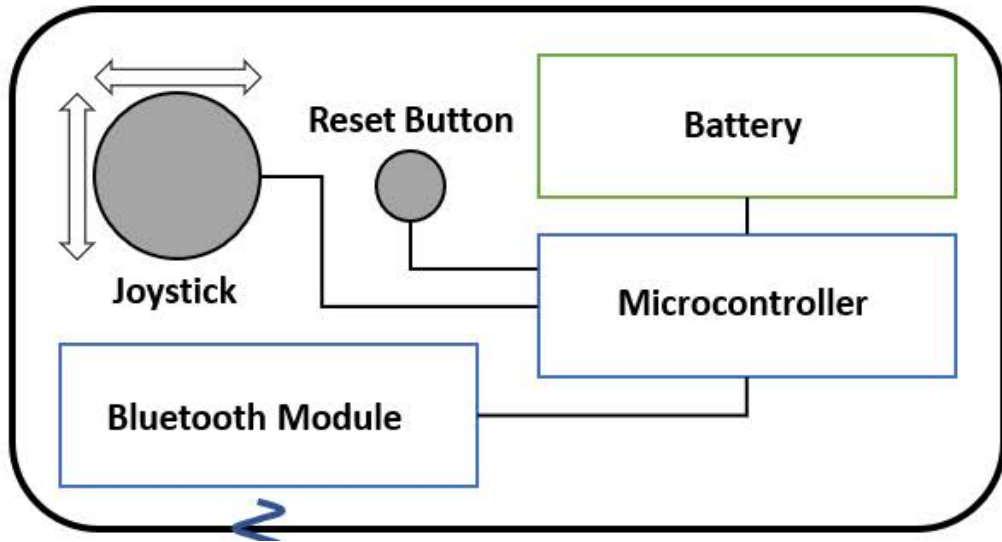 Reset Button
Battery
Joystick
Microcontroller
Bluetooth Module